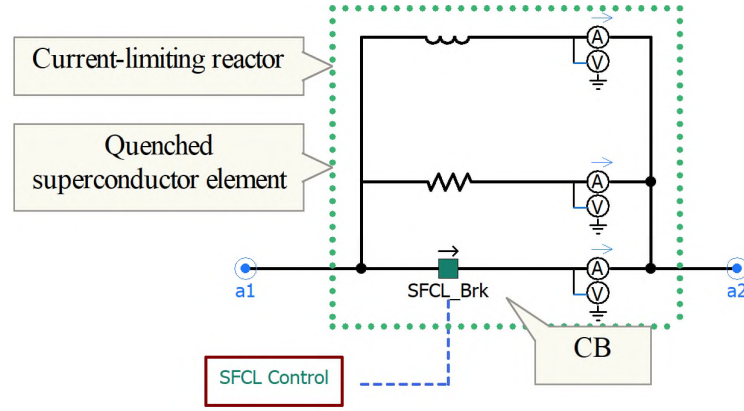 Current-limiting reactor
A
V
Quenched
superconductor element
A
V
A
V
a1
SFCL_Brk
a2
CB
SFCL Control